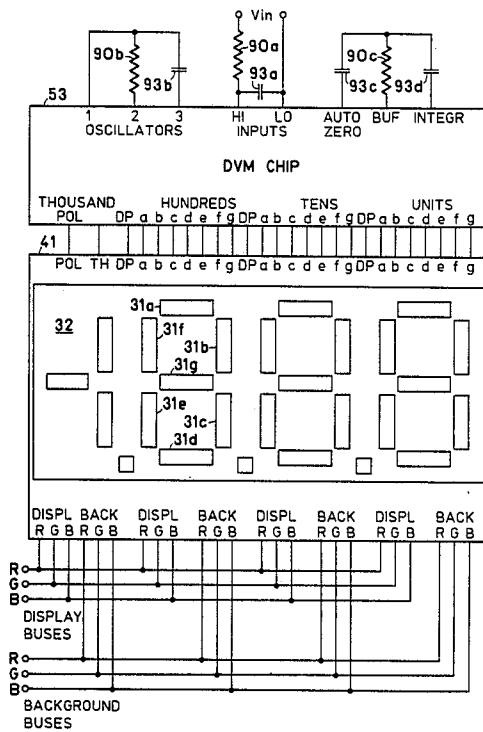 Vin
90b 90a 90c
93b 93a 93c 93d
53
1 2 3 HI LO AUTO BUF INTEGR
OSCILLATORS INPUTS ZERO
DVM CHIP
THOUSAND HUNDREDS TENS UNITS
POL DP a b c d e f g DP a b c d e f g DP a b c d e f g
41
POL TH DP a b c d e f g DP a b c d e f g DP a b c d e f g
31a
32 31f
31b
31g
31e
31c
31d
DISPL BACK DISPL BACK DISPL BACK DISPL BACK
R G B R G B R G B R G B R G B R G B R G B R G B
R
G
B
DISPLAY
BUSES
R
G
B
BACKGROUND
BUSES